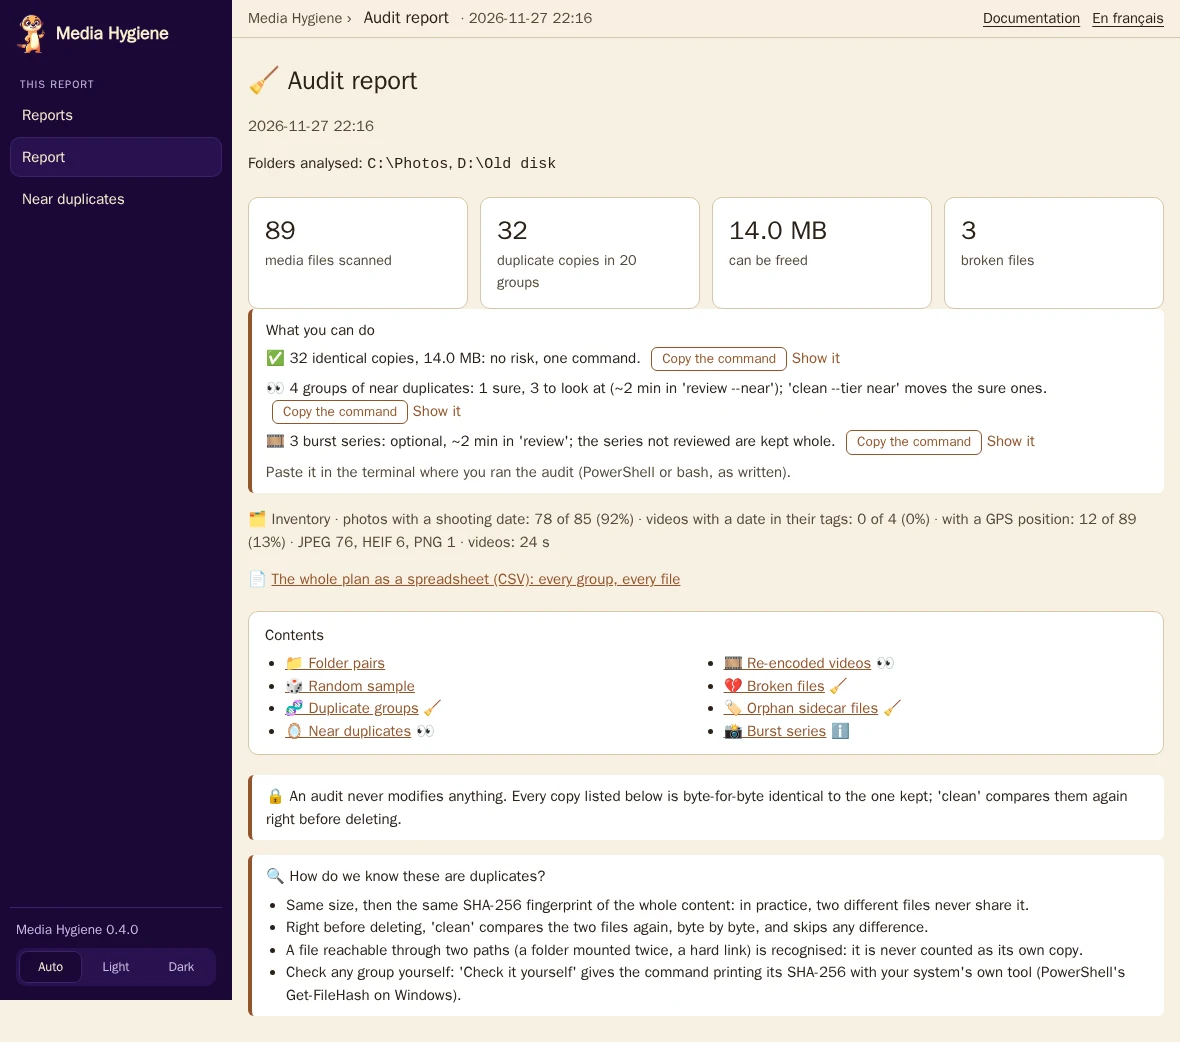 Media Hygiene
THIS REPORT
Reports
Report
Near duplicates
Media Hygiene 0.4.0
Auto Light Dark
Media Hygiene › Audit report · 2026-11-27 22:16
Documentation En français
🧹 Audit report
2026-11-27 22:16
Folders analysed: C:\Photos, D:\Old disk
89
media files scanned
32
duplicate copies in 20
groups
14.0 MB
can be freed
3
broken files
What you can do
✅ 32 identical copies, 14.0 MB: no risk, one command. Copy the command Show it
👀 4 groups of near duplicates: 1 sure, 3 to look at (~2 min in 'review --near'); 'clean --tier near' moves the sure ones.
Copy the command Show it
🎞️ 3 burst series: optional, ~2 min in 'review'; the series not reviewed are kept whole. Copy the command Show it
Paste it in the terminal where you ran the audit (PowerShell or bash, as written).
🗂️ Inventory · photos with a shooting date: 78 of 85 (92%) · videos with a date in their tags: 0 of 4 (0%) · with a GPS position: 12 of 89
(13%) · JPEG 76, HEIF 6, PNG 1 · videos: 24 s
📄 The whole plan as a spreadsheet (CSV): every group, every file
Contents
• 📁 Folder pairs
• 🎲 Random sample
• 🧬 Duplicate groups 🧹
• 🪞 Near duplicates 👀
• 🎞️ Re-encoded videos 👀
• 💔 Broken files 🧹
• 🏷️ Orphan sidecar files 🧹
• 📸 Burst series ℹ️
🔒 An audit never modifies anything. Every copy listed below is byte-for-byte identical to the one kept; 'clean' compares them again
right before deleting.
🔍 How do we know these are duplicates?
• Same size, then the same SHA-256 fingerprint of the whole content: in practice, two different files never share it.
• Right before deleting, 'clean' compares the two files again, byte by byte, and skips any difference.
• A file reachable through two paths (a folder mounted twice, a hard link) is recognised: it is never counted as its own copy.
• Check any group yourself: 'Check it yourself' gives the command printing its SHA-256 with your system's own tool (PowerShell's
Get-FileHash on Windows).